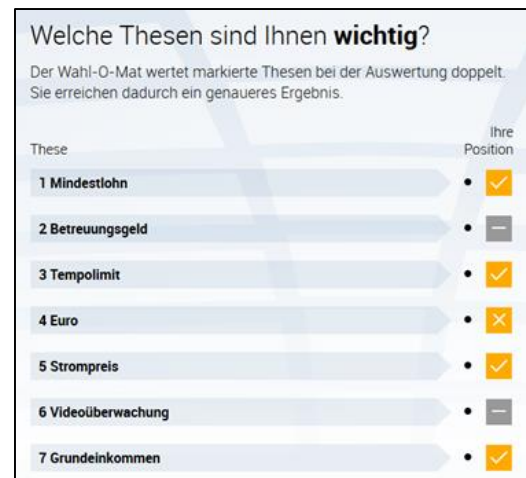 Welche Thesen sind Ihnen wichtig?
Der Wahl-O-Mat wertet markierte Thesen bei der Auswertung doppelt.
Sie erreichen dadurch ein genaueres Ergebnis.
These
Ihre
Position
1 Mindestlohn
2 Betreuungsgeld
3 Tempolimit
4 Euro
5 Strompreis
6 Videoüberwachung
7 Grundeinkommen